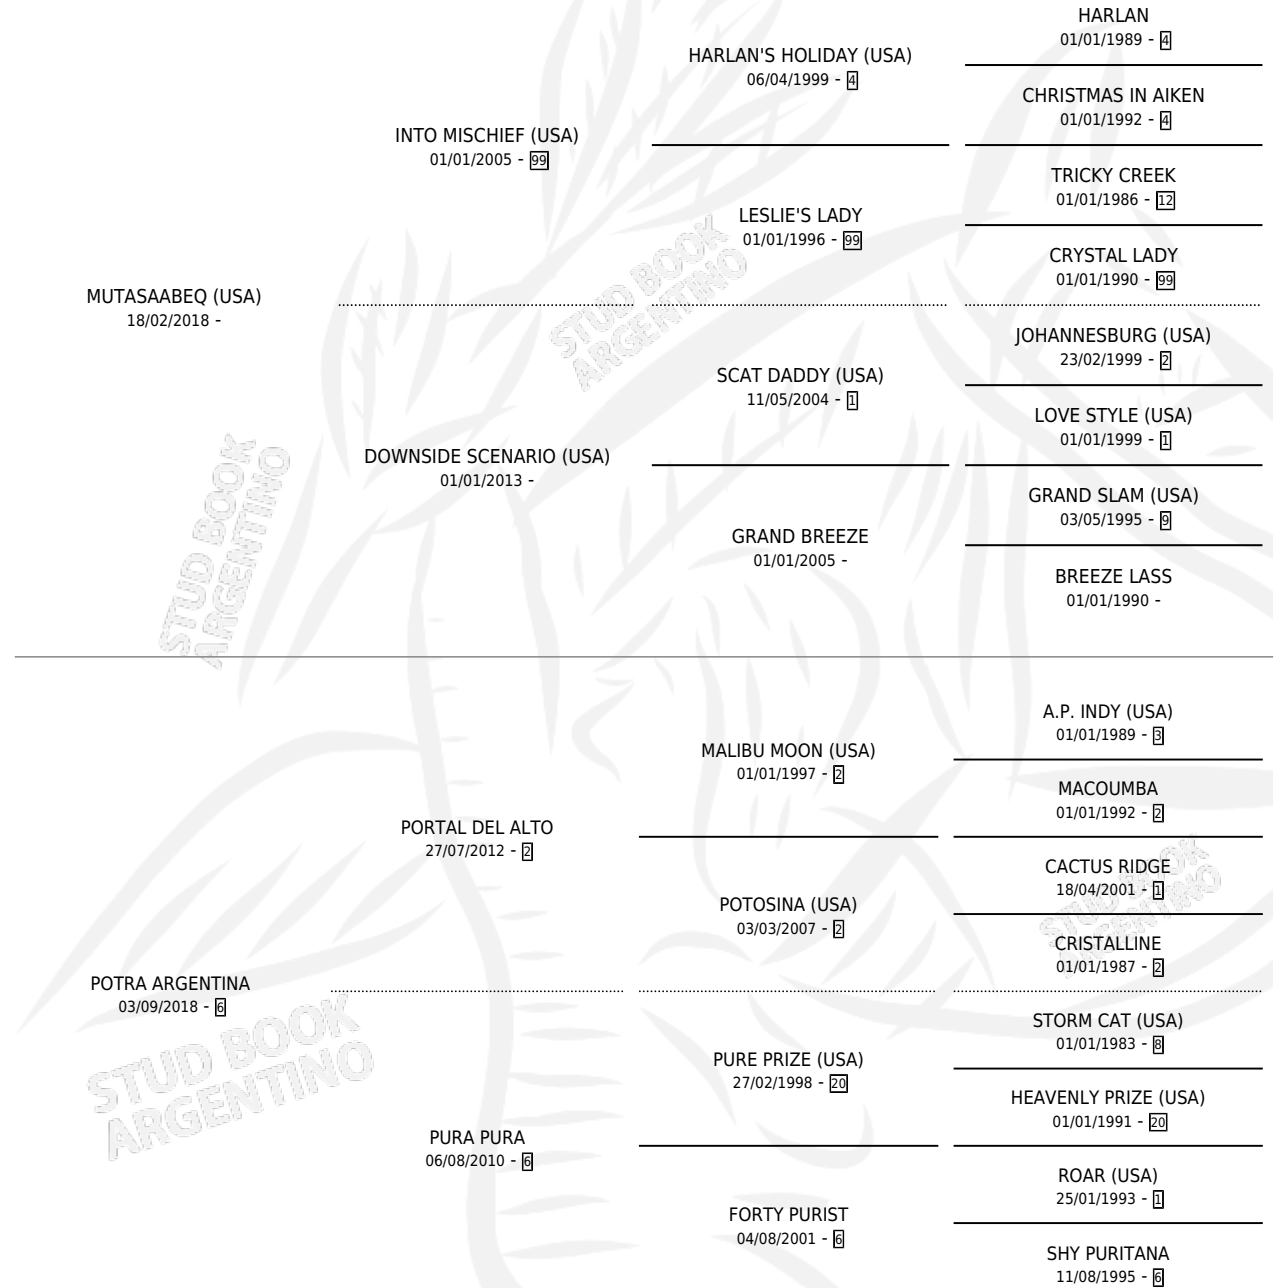 HARLAN
01/01/1989 - 4
HARLAN'S HOLIDAY (USA)
06/04/1999 - 4
CHRISTMAS IN AIKEN
01/01/1992 - 4
INTO MISCHIEF (USA)
01/01/2005 - 99
TRICKY CREEK
01/01/1986 - 12
LESLIE'S LADY
01/01/1996 - 99
CRYSTAL LADY
01/01/1990 - 99
MUTASAABEQ (USA)
18/02/2018 -
STUD BOOK
ARGENTINO
JOHANNESBURG (USA)
23/02/1999 - 2
SCAT DADDY (USA)
11/05/2004 - 1
LOVE STYLE (USA)
01/01/1999 - 1
DOWNSIDE SCENARIO (USA)
01/01/2013 -
GRAND SLAM (USA)
03/05/1995 - 9
GRAND BREEZE
01/01/2005 -
BREEZE LASS
01/01/1990 -
STUD BOOK
ARGENTINO
A.P. INDY (USA)
01/01/1989 - 3
MALIBU MOON (USA)
01/01/1997 - 2
MACOUMBA
01/01/1992 - 2
PORTAL DEL ALTO
27/07/2012 - 2
CACTUS RIDGE
18/04/2001 - 1
POTOSINA (USA)
03/03/2007 - 2
CRISTALLINE
01/01/1987 - 2
STUD BOOK
ARGENTINO
POTRA ARGENTINA
03/09/2018 - 6
STORM CAT (USA)
01/01/1983 - 8
PURE PRIZE (USA)
27/02/1998 - 20
HEAVENLY PRIZE (USA)
01/01/1991 - 20
STUD BOOK
ARGENTINO
PURA PURA
06/08/2010 - 6
ROAR (USA)
25/01/1993 - 1
FORTY PURIST
04/08/2001 - 6
SHY PURITANA
11/08/1995 - 6